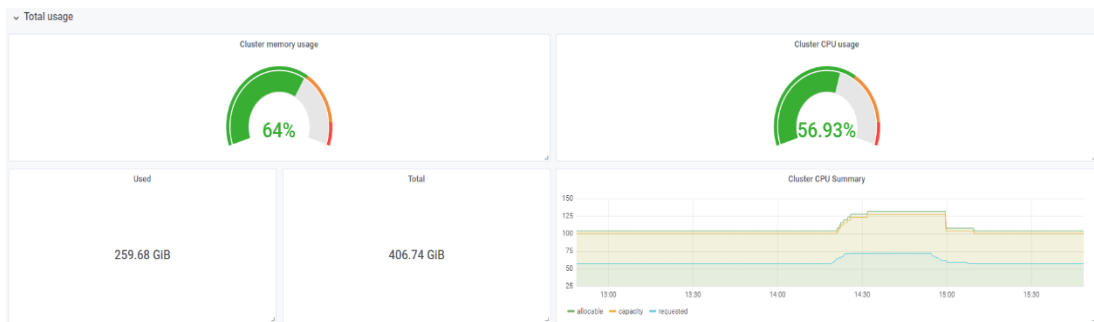 Total usage
Cluster memory usage
64%
Cluster CPU usage
56.93%
Used
259.68 GiB
Total
406.74 GiB
Cluster CPU Summary
150
125
100
75
50
25
13:00 13:30 14:00 14:30 15:00 15:30
allocable capacity requested